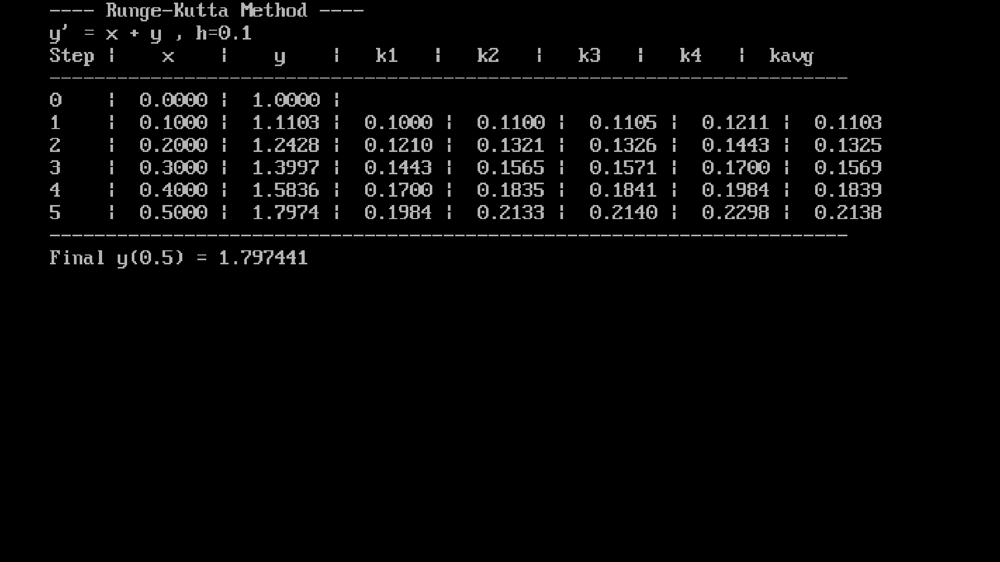 ---- Runge-Kutta Method ----
y' = x + y , h=0.1
Step |    x    |    y    |   k1   |   k2   |   k3   |   k4   |  kavg
-----------------------------------------------------------------------
0    |  0.0000 |  1.0000 |
1    |  0.1000 |  1.1103 |  0.1000 |  0.1100 |  0.1105 |  0.1211 |  0.1103
2    |  0.2000 |  1.2428 |  0.1210 |  0.1321 |  0.1326 |  0.1443 |  0.1325
3    |  0.3000 |  1.3997 |  0.1443 |  0.1565 |  0.1571 |  0.1700 |  0.1569
4    |  0.4000 |  1.5836 |  0.1700 |  0.1835 |  0.1841 |  0.1984 |  0.1839
5    |  0.5000 |  1.7974 |  0.1984 |  0.2133 |  0.2140 |  0.2298 |  0.2138
-----------------------------------------------------------------------
Final y(0.5) = 1.797441